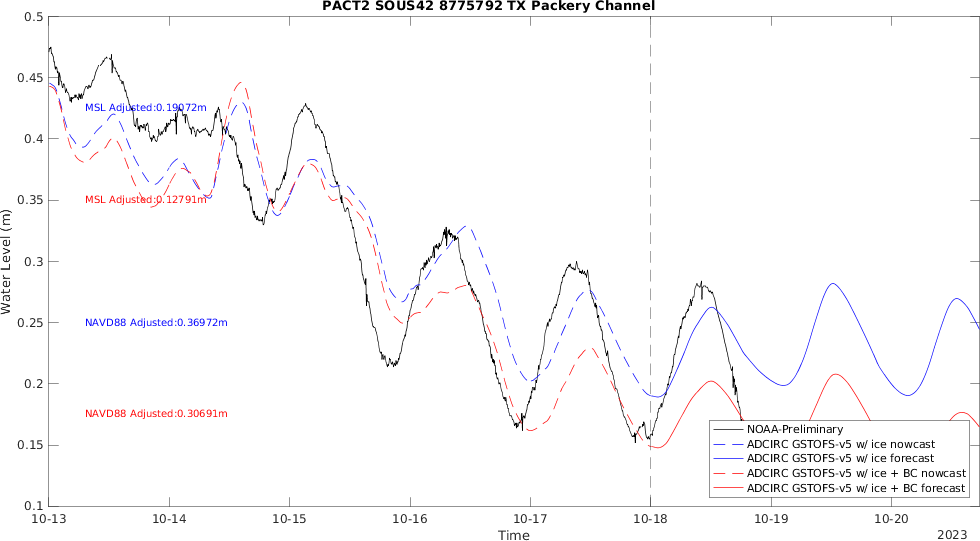 PACT2 SOUS42 8775792 TX Packery Channel
0.5
0.45
0.4
0.35
0.3
0.25
0.2
0.15
0.1
Water Level (m)
MSL Adjusted:0.19072m
MSL Adjusted:0.12791m
NAVD88 Adjusted:0.36972m
NAVD88 Adjusted:0.30691m
NOAA-Preliminary
ADCIRC GSTOFS-v5 w/ ice nowcast
ADCIRC GSTOFS-v5 w/ ice forecast
ADCIRC GSTOFS-v5 w/ ice + BC nowcast
ADCIRC GSTOFS-v5 w/ ice + BC forecast
10-13 10-14 10-15 10-16 10-17 10-18 10-19 10-20
Time
2023